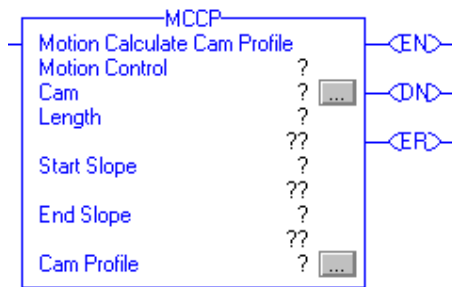 MCCP
Motion Calculate Cam Profile
EN
Motion Control ?
Cam ? ...
DN
Length ?
??
ER
Start Slope ?
??
End Slope ?
??
Cam Profile ? ...